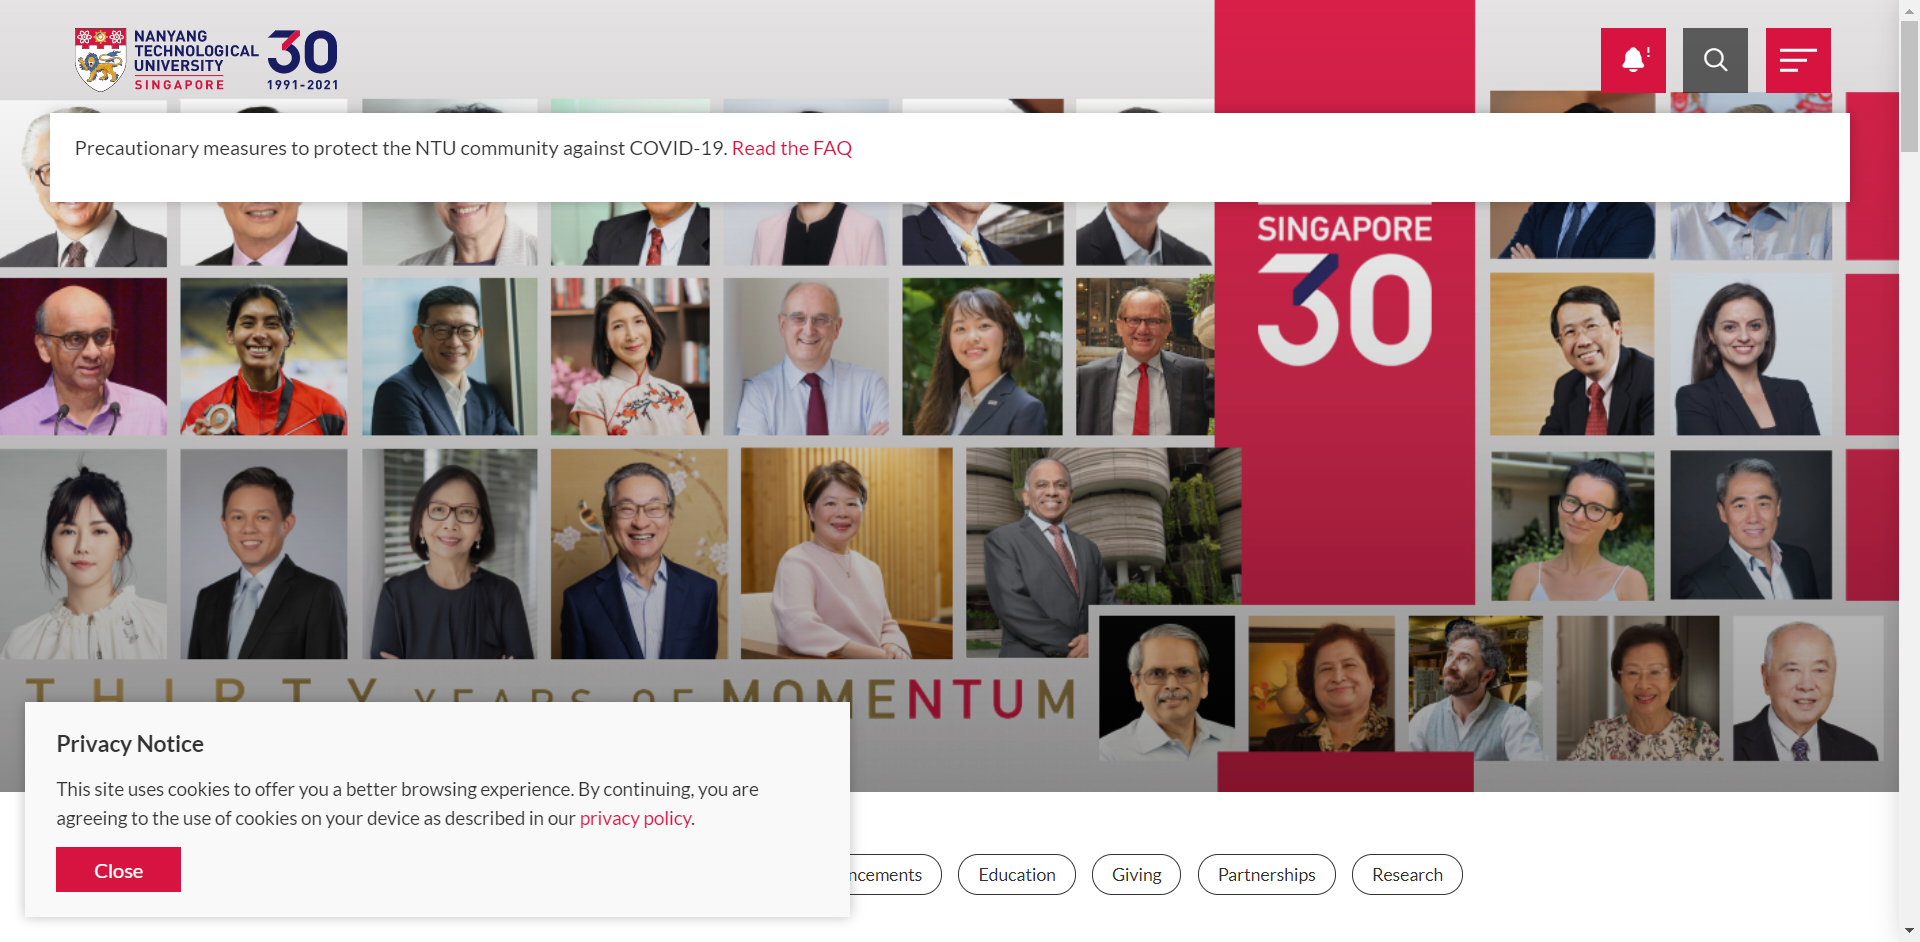 NANYANG
TECHNOLOGICAL
UNIVERSITY
SINGAPORE
30
1991-2021
!
Precautionary measures to protect the NTU community against COVID-19. Read the FAQ
SINGAPORE
30
THIRTY YEARS OF MOMENTUM
Privacy Notice
This site uses cookies to offer you a better browsing experience. By continuing, you are
agreeing to the use of cookies on your device as described in our privacy policy.
Close
ncements
Education
Giving
Partnerships
Research